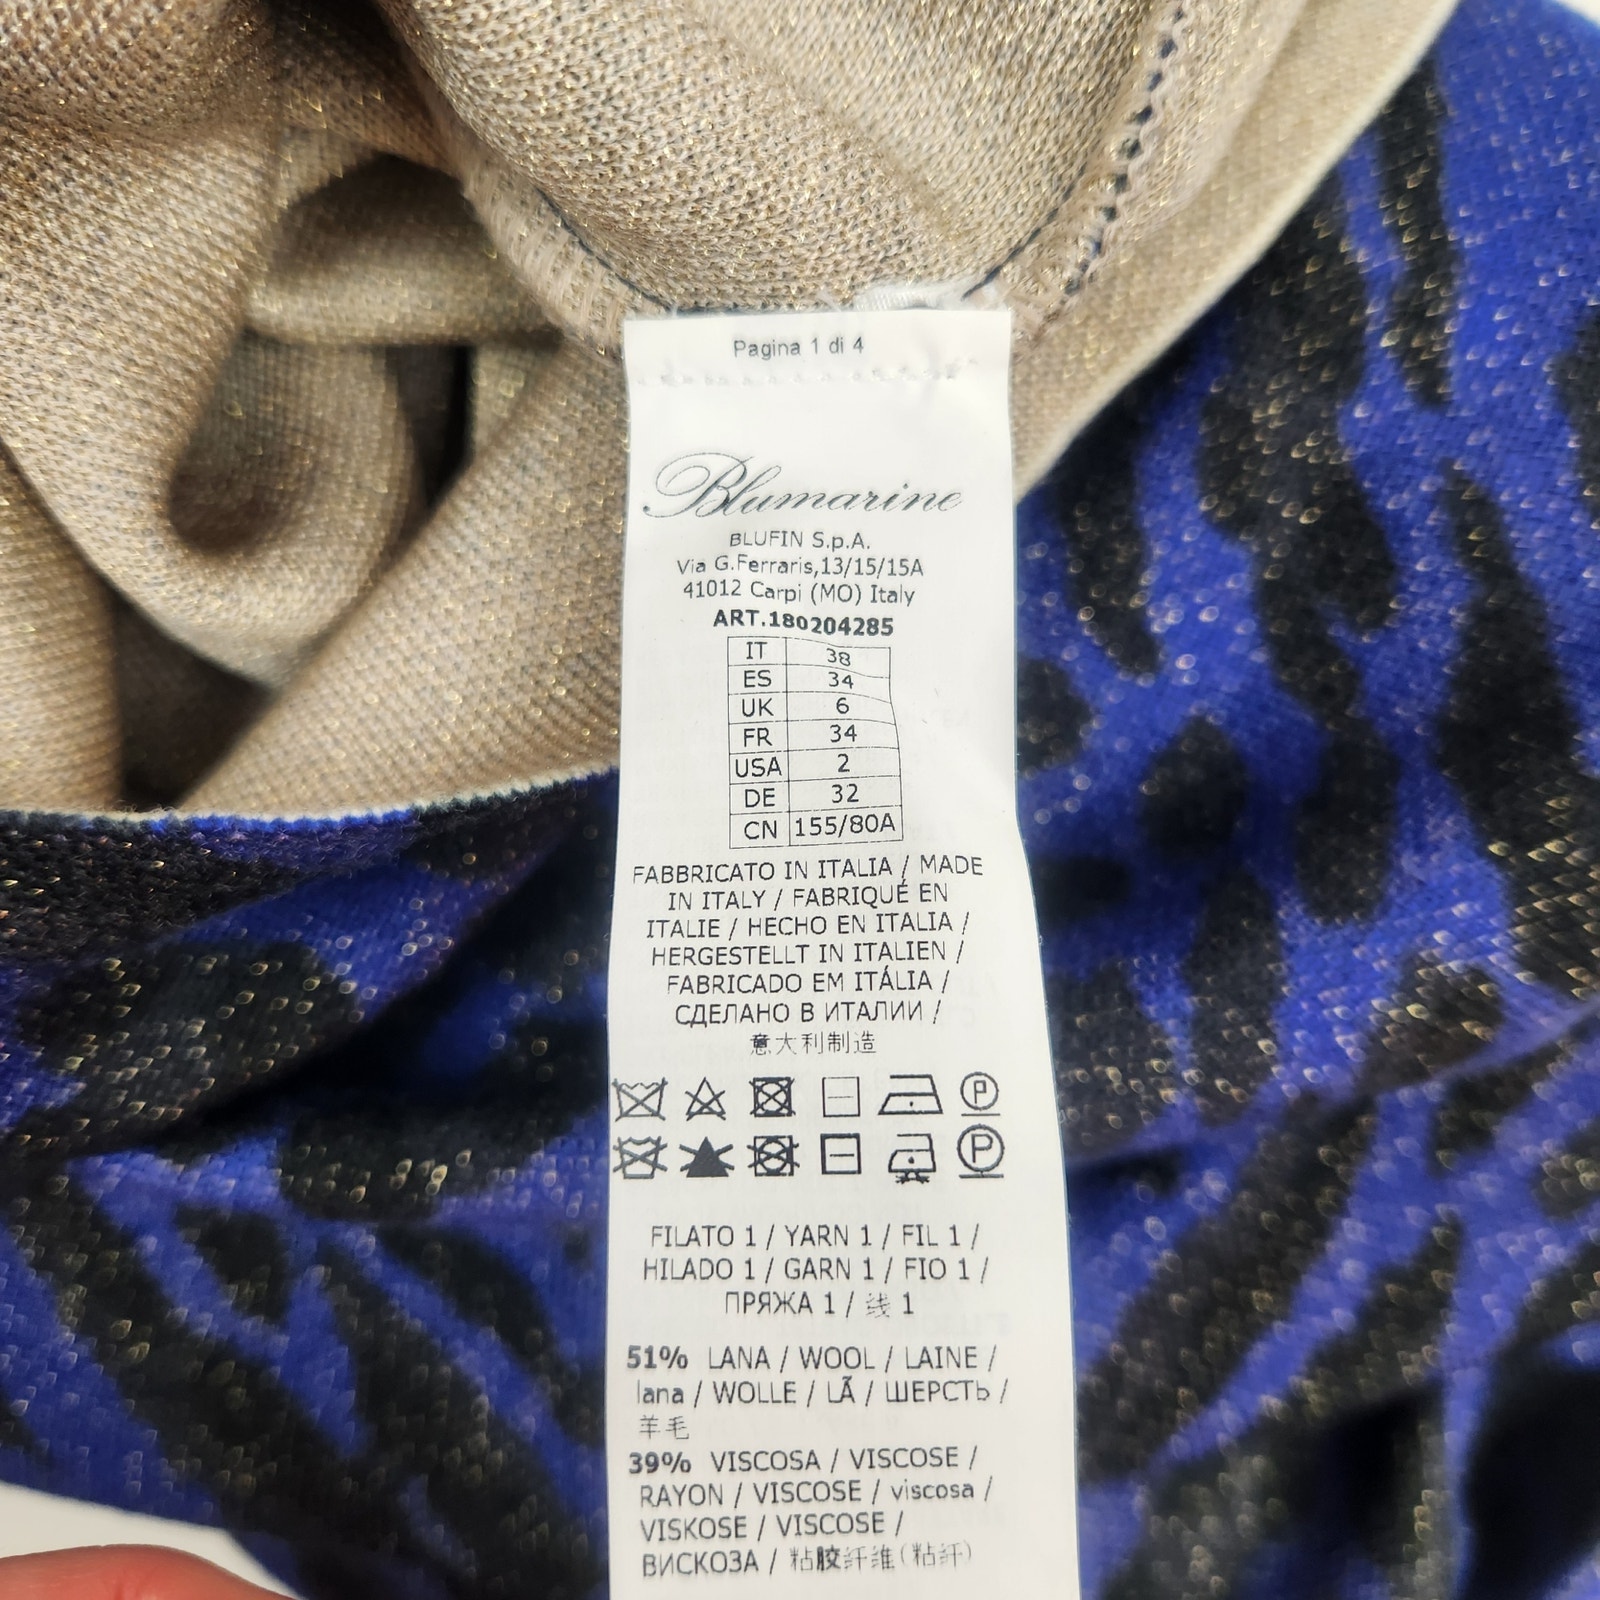 Pagina 1 di 4
Blumarine
BLUFIN S.p.A.
Via G.Ferraris,13/15/15A
41012 Carpi (MO) Italy
ART.180204285
IT 38
ES 34
UK 6
FR 34
USA 2
DE 32
CN 155/80A
FABBRICATO IN ITALIA / MADE
IN ITALY / FABRIQUÉ EN
ITALIE / HECHO EN ITALIA /
HERGESTELLT IN ITALIEN /
FABRICADO EM ITÁLIA /
СДЕЛАНО В ИТАЛИИ /
意大利制造
P
P
FILATO 1 / YARN 1 / FIL 1 /
HILADO 1 / GARN 1 / FIO 1 /
ПРЯЖА 1 / 线 1
51% LANA / WOOL / LAINE /
lana / WOLLE / LÃ / ШЕРСТЬ /
羊毛
39% VISCOSA / VISCOSE /
RAYON / VISCOSE / viscosa /
VISKOSE / VISCOSE /
ВИСКОЗА / 粘胶纤维(粘纤)